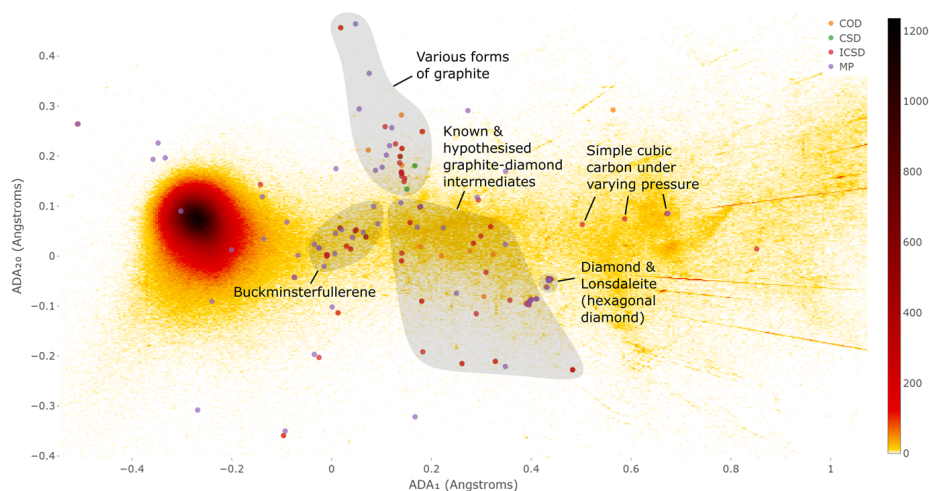 COD
CSD
ICSD
MP
1200
1000
800
600
400
200
0
Various forms
of graphite
Known &
hypothesised
graphite-diamond
intermediates
Simple cubic
carbon under
varying pressure
Buckminsterfullerene
Diamond &
Lonsdaleite
(hexagonal
diamond)
ADA₂₀ (Angstroms)
0.4
0.3
0.2
0.1
0
−0.1
−0.2
−0.3
−0.4
−0.4
−0.2
0
0.2
0.4
0.6
0.8
1
ADA₁ (Angstroms)